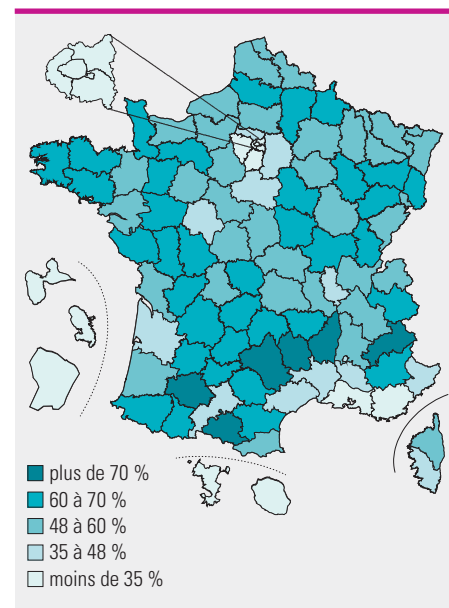 plus de 70 %
60 à 70 %
48 à 60 %
35 à 48 %
moins de 35 %